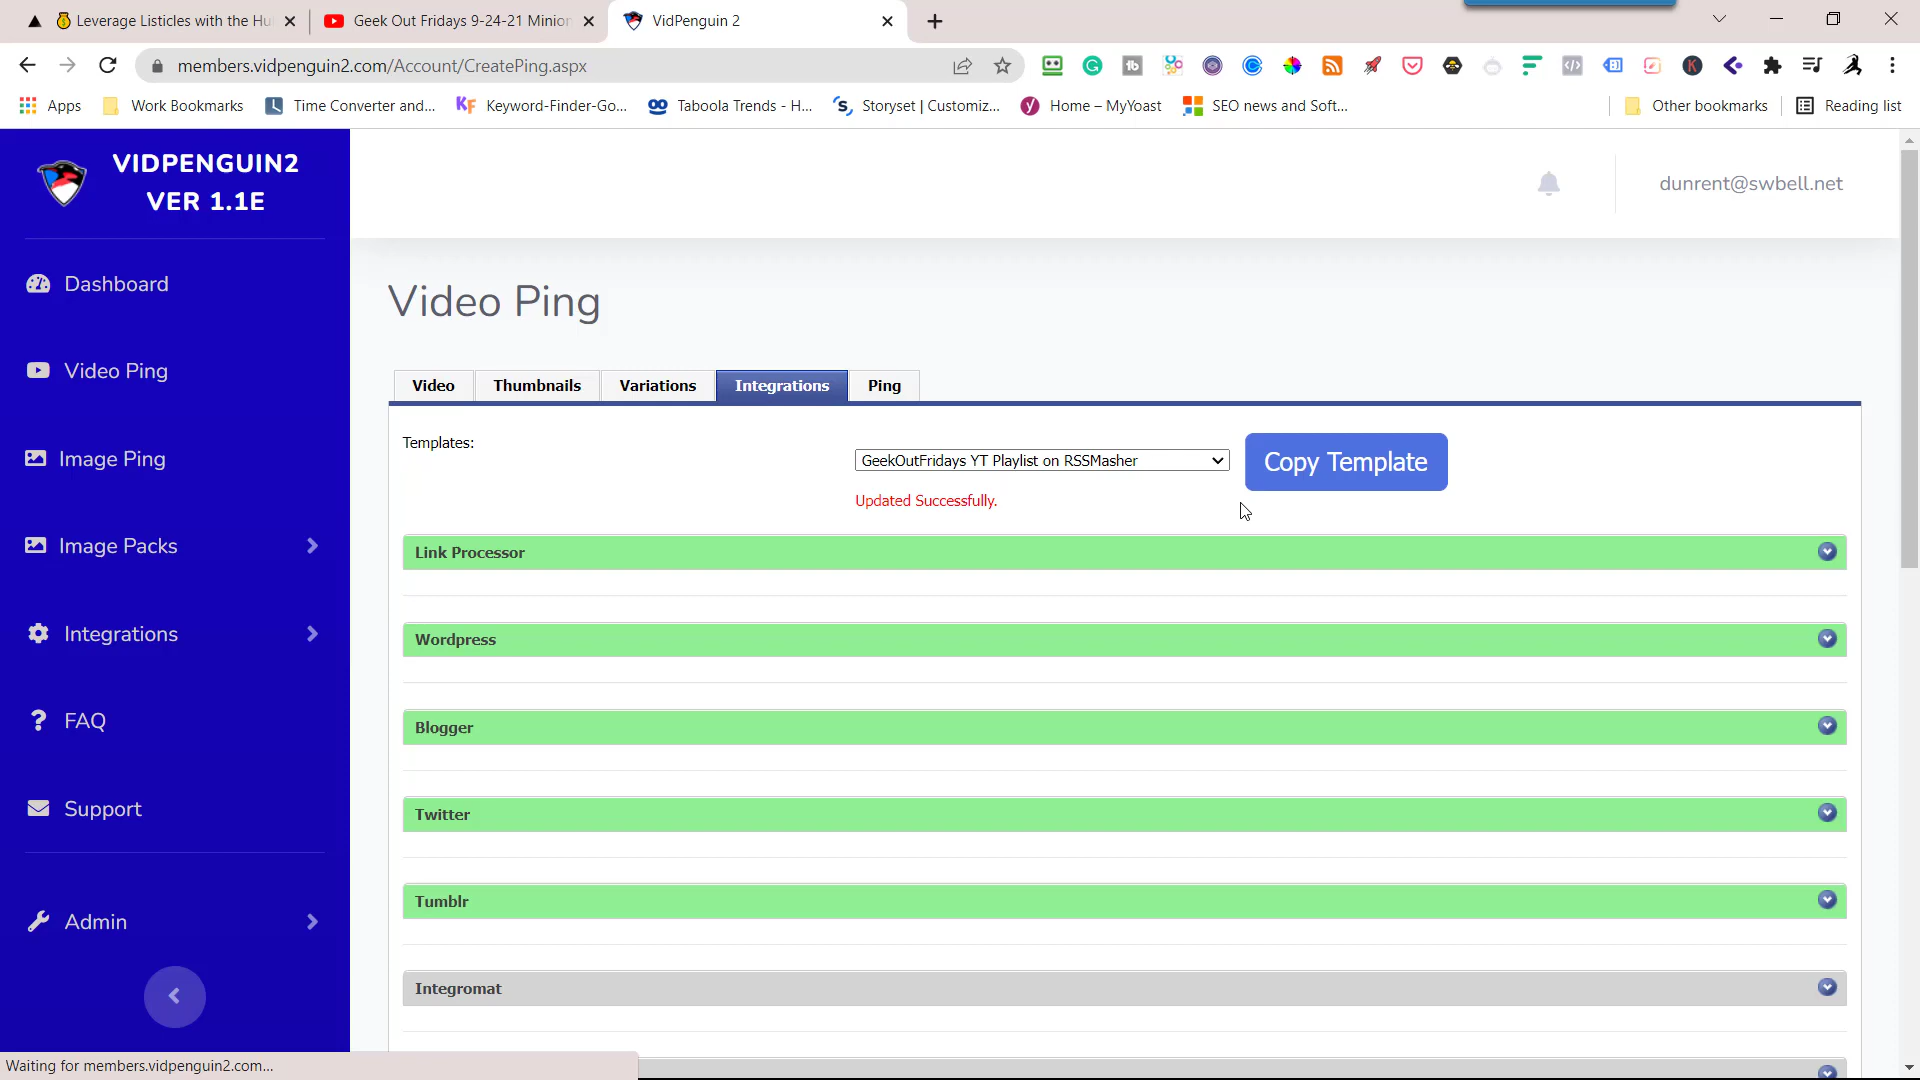 Leverage Listicles with the Hu
Geek Out Fridays 9-24-21 Minion
VidPenguin 2
members.vidpenguin2.com/Account/CreatePing.aspx
Apps
Work Bookmarks
Time Converter and...
Keyword-Finder-Go...
Taboola Trends - H...
Storyset | Customiz...
Home – MyYoast
SEO news and Soft...
Other bookmarks
Reading list
VIDPENGUIN2
VER 1.1E
dunrent@swbell.net
Dashboard
Video Ping
Image Ping
Image Packs
Integrations
FAQ
Support
Admin
Video Ping
Video
Thumbnails
Variations
Integrations
Ping
Templates:
GeekOutFridays YT Playlist on RSSMasher
Copy Template
Updated Successfully.
Link Processor
Wordpress
Blogger
Twitter
Tumblr
Integromat
Waiting for members.vidpenguin2.com...